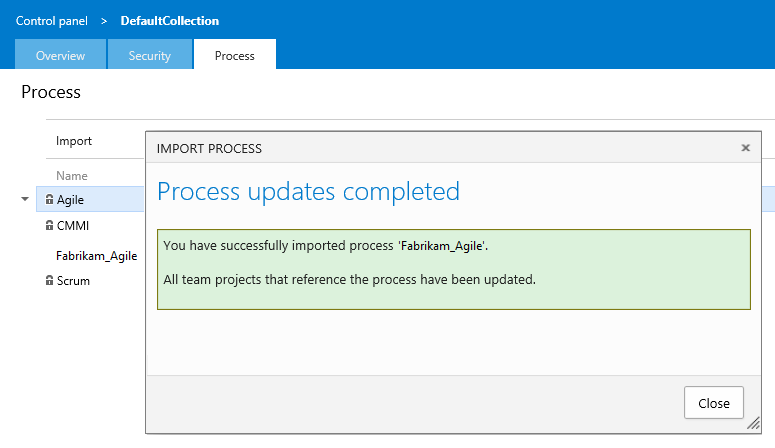 Control panel > DefaultCollection
Overview Security Process
Process
Import
IMPORT PROCESS ×
Name
Process updates completed
Agile
CMMI
You have successfully imported process 'Fabrikam_Agile'.
Fabrikam_Agile
Scrum
All team projects that reference the process have been updated.
Close